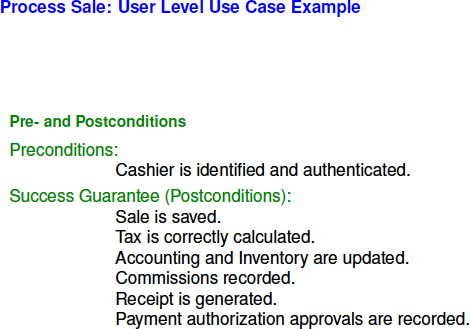 Process Sale: User Level Use Case Example
Pre- and Postconditions
Preconditions:
Cashier is identified and authenticated.
Success Guarantee (Postconditions):
Sale is saved.
Tax is correctly calculated.
Accounting and Inventory are updated.
Commissions recorded.
Receipt is generated.
Payment authorization approvals are recorded.